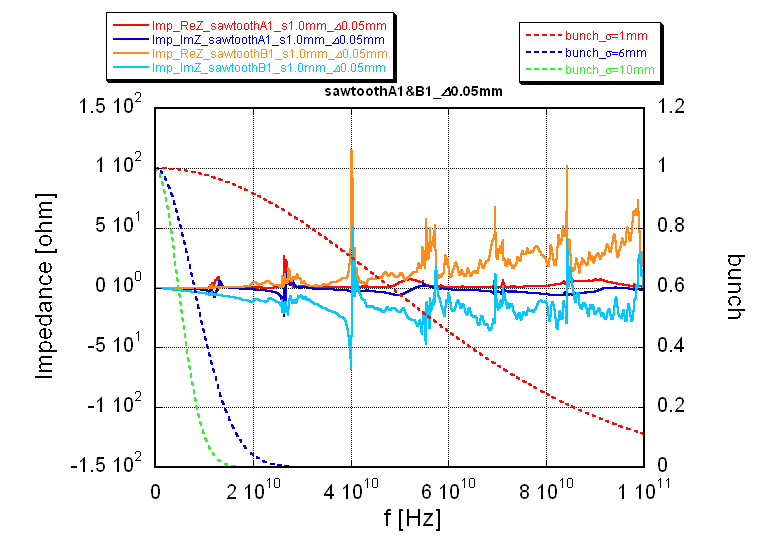 Imp_ReZ_sawtoothA1_s1.0mm_⊿0.05mm
Imp_ImZ_sawtoothA1_s1.0mm_⊿0.05mm
Imp_ReZ_sawtoothB1_s1.0mm_⊿0.05mm
Imp_ImZ_sawtoothB1_s1.0mm_⊿0.05mm
bunch_σ=1mm
bunch_σ=6mm
bunch_σ=10mm
sawtoothA1&B1_⊿0.05mm
1.5 10²
1 10²
5 10¹
0 10⁰
-5 10¹
-1 10²
-1.5 10²
Impedance [ohm]
1.2
1
0.8
0.6
0.4
0.2
0
bunch
0
2 10¹⁰
4 10¹⁰
6 10¹⁰
8 10¹⁰
1 10¹¹
f [Hz]